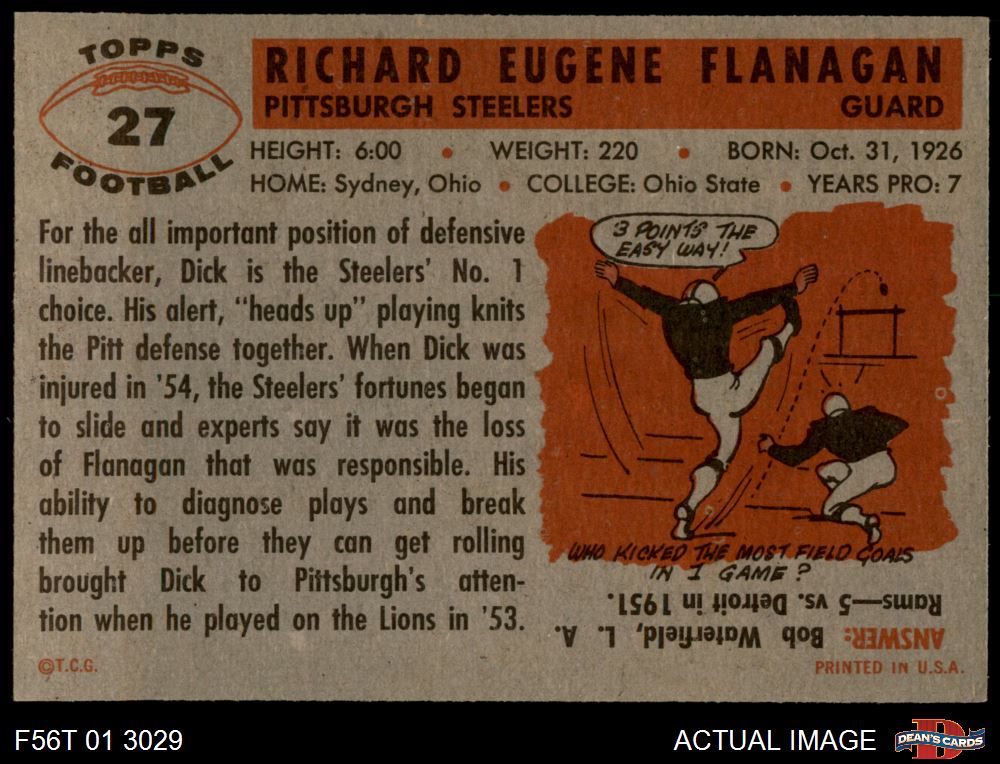 TOPPS
27
FOOTBALL
RICHARD EUGENE FLANAGAN
PITTSBURGH STEELERS GUARD
HEIGHT: 6:00 • WEIGHT: 220 • BORN: Oct. 31, 1926
HOME: Sydney, Ohio • COLLEGE: Ohio State • YEARS PRO: 7
For the all important position of defensive
linebacker, Dick is the Steelers' No. 1
choice. His alert, "heads up" playing knits
the Pitt defense together. When Dick was
injured in '54, the Steelers' fortunes began
to slide and experts say it was the loss
of Flanagan that was responsible. His
ability to diagnose plays and break
them up before they can get rolling
brought Dick to Pittsburgh's atten-
tion when he played on the Lions in '53.
3 POINTS THE
EASY WAY!
WHO KICKED THE MOST FIELD GOALS
IN 1 GAME?
ANSWER: Bob Waterfield, L. A.
Rams—5 vs. Detroit in 1951.
©T.C.G.
PRINTED IN U.S.A.
F56T 01 3029
ACTUAL IMAGE
D
DEAN'S CARDS